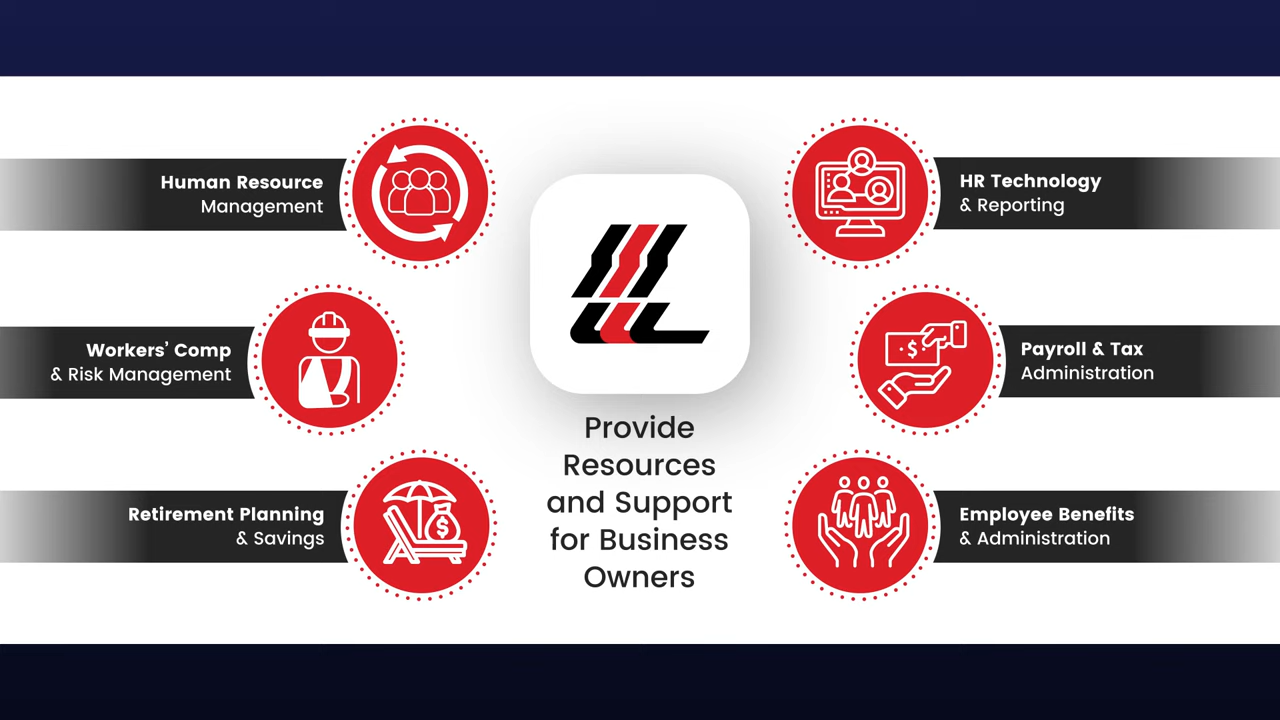 Human Resource
Management
Workers’ Comp
& Risk Management
Retirement Planning
& Savings
Provide
Resources
and Support
for Business
Owners
HR Technology
& Reporting
$
Payroll & Tax
Administration
$
Employee Benefits
& Administration